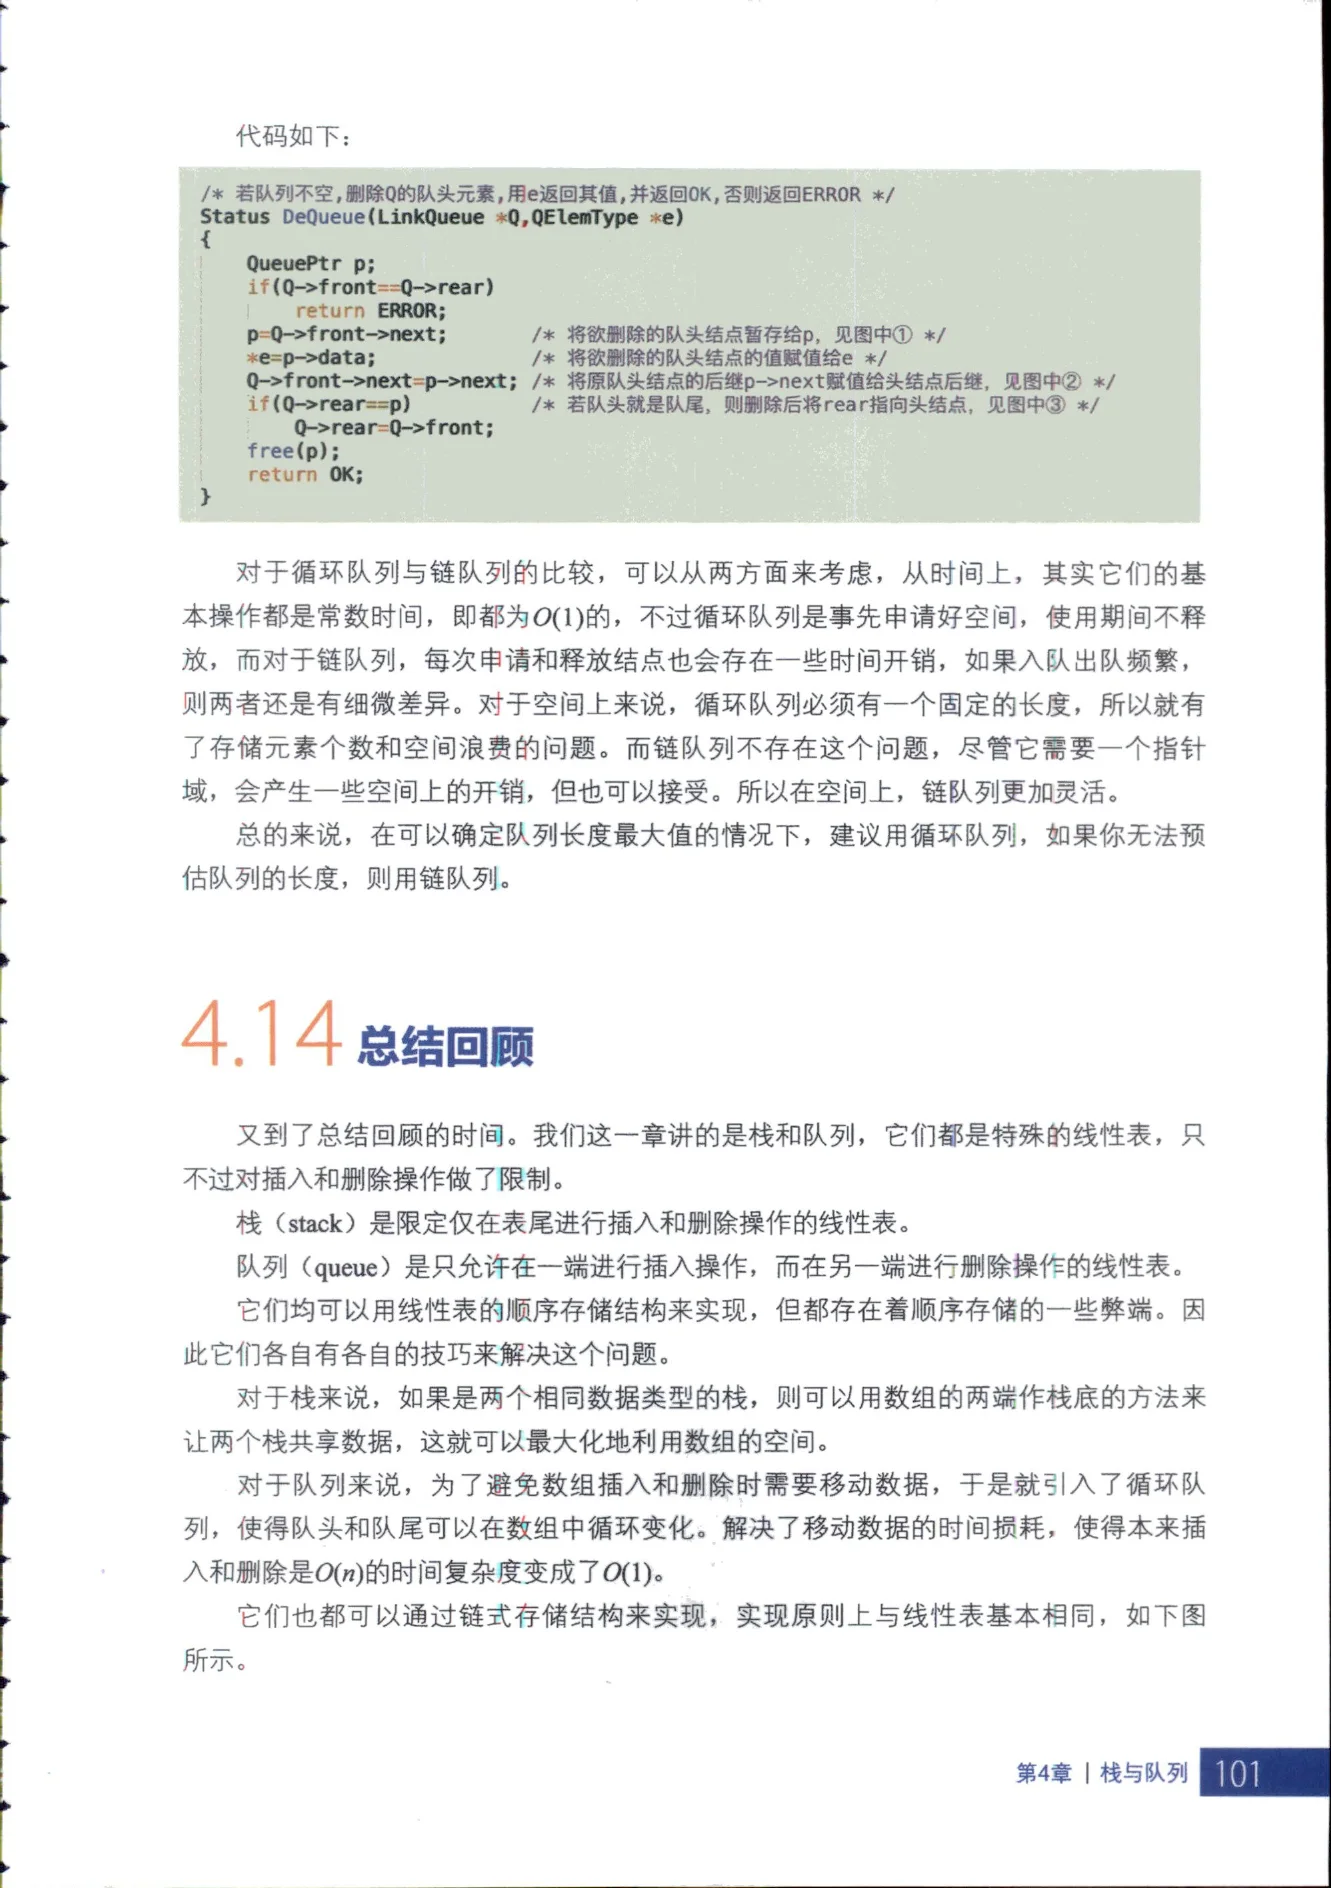 代码如下：
/* 若队列不空,删除Q的队头元素,用e返回其值,并返回OK,否则返回ERROR */
Status DeQueue(LinkQueue *Q,QElemType *e)
{
QueuePtr p;
if(Q->front==Q->rear)
return ERROR;
p=Q->front->next; /* 将欲删除的队头结点暂存给p，见图中① */
*e=p->data; /* 将欲删除的队头结点的值赋值给e */
Q->front->next=p->next; /* 将原队头结点的后继p->next赋值给头结点后继，见图中② */
if(Q->rear==p) /* 若队头就是队尾，则删除后将rear指向头结点，见图中③ */
Q->rear=Q->front;
free(p);
return OK;
}
对于循环队列与链队列的比较，可以从两方面来考虑，从时间上，其实它们的基
本操作都是常数时间，即都为O(1)的，不过循环队列是事先申请好空间，使用期间不释
放，而对于链队列，每次申请和释放结点也会存在一些时间开销，如果入队出队频繁，
则两者还是有细微差异。对于空间上来说，循环队列必须有一个固定的长度，所以就有
了存储元素个数和空间浪费的问题。而链队列不存在这个问题，尽管它需要一个指针
域，会产生一些空间上的开销，但也可以接受。所以在空间上，链队列更加灵活。
总的来说，在可以确定队列长度最大值的情况下，建议用循环队列，如果你无法预
估队列的长度，则用链队列。
4.14 总结回顾
又到了总结回顾的时间。我们这一章讲的是栈和队列，它们都是特殊的线性表，只
不过对插入和删除操作做了限制。
栈（stack）是限定仅在表尾进行插入和删除操作的线性表。
队列（queue）是只允许在一端进行插入操作，而在另一端进行删除操作的线性表。
它们均可以用线性表的顺序存储结构来实现，但都存在着顺序存储的一些弊端。因
此它们各自有各自的技巧来解决这个问题。
对于栈来说，如果是两个相同数据类型的栈，则可以用数组的两端作栈底的方法来
让两个栈共享数据，这就可以最大化地利用数组的空间。
对于队列来说，为了避免数组插入和删除时需要移动数据，于是就引入了循环队
列，使得队头和队尾可以在数组中循环变化。解决了移动数据的时间损耗，使得本来插
入和删除是O(n)的时间复杂度变成了O(1)。
它们也都可以通过链式存储结构来实现，实现原则上与线性表基本相同，如下图
所示。
第4章 | 栈与队列 101